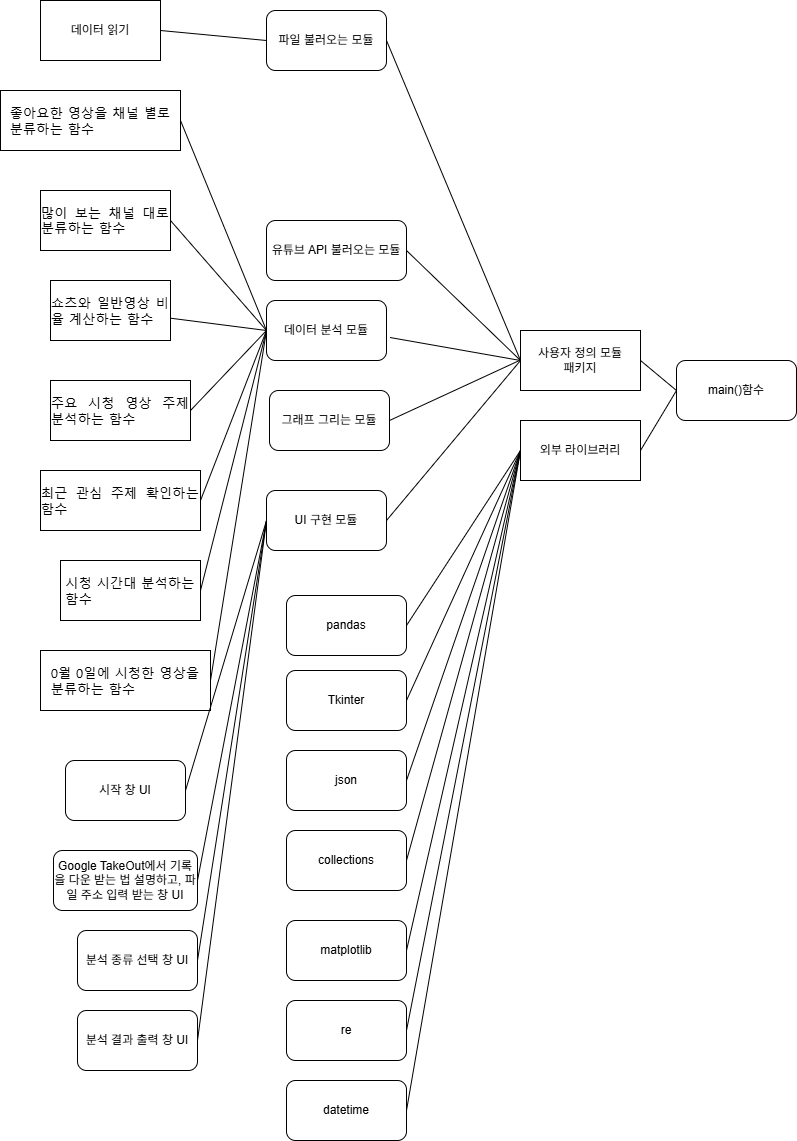 데이터 읽기
파일 불러오는 모듈
좋아요한 영상을 채널 별로
분류하는 함수
많이 보는 채널 대로
분류하는 함수
유튜브 API 불러오는 모듈
쇼츠와 일반영상 비
율 계산하는 함수
데이터 분석 모듈
사용자 정의 모듈
패키지
main()함수
주요 시청 영상 주제
분석하는 함수
그래프 그리는 모듈
외부 라이브러리
최근 관심 주제 확인하는
함수
UI 구현 모듈
시청 시간대 분석하는
함수
pandas
0월 0일에 시청한 영상을
분류하는 함수
Tkinter
시작 창 UI
json
Google TakeOut에서 기록
을 다운 받는 법 설명하고, 파
일 주소 입력 받는 창 UI
collections
분석 종류 선택 창 UI
matplotlib
분석 결과 출력 창 UI
re
datetime